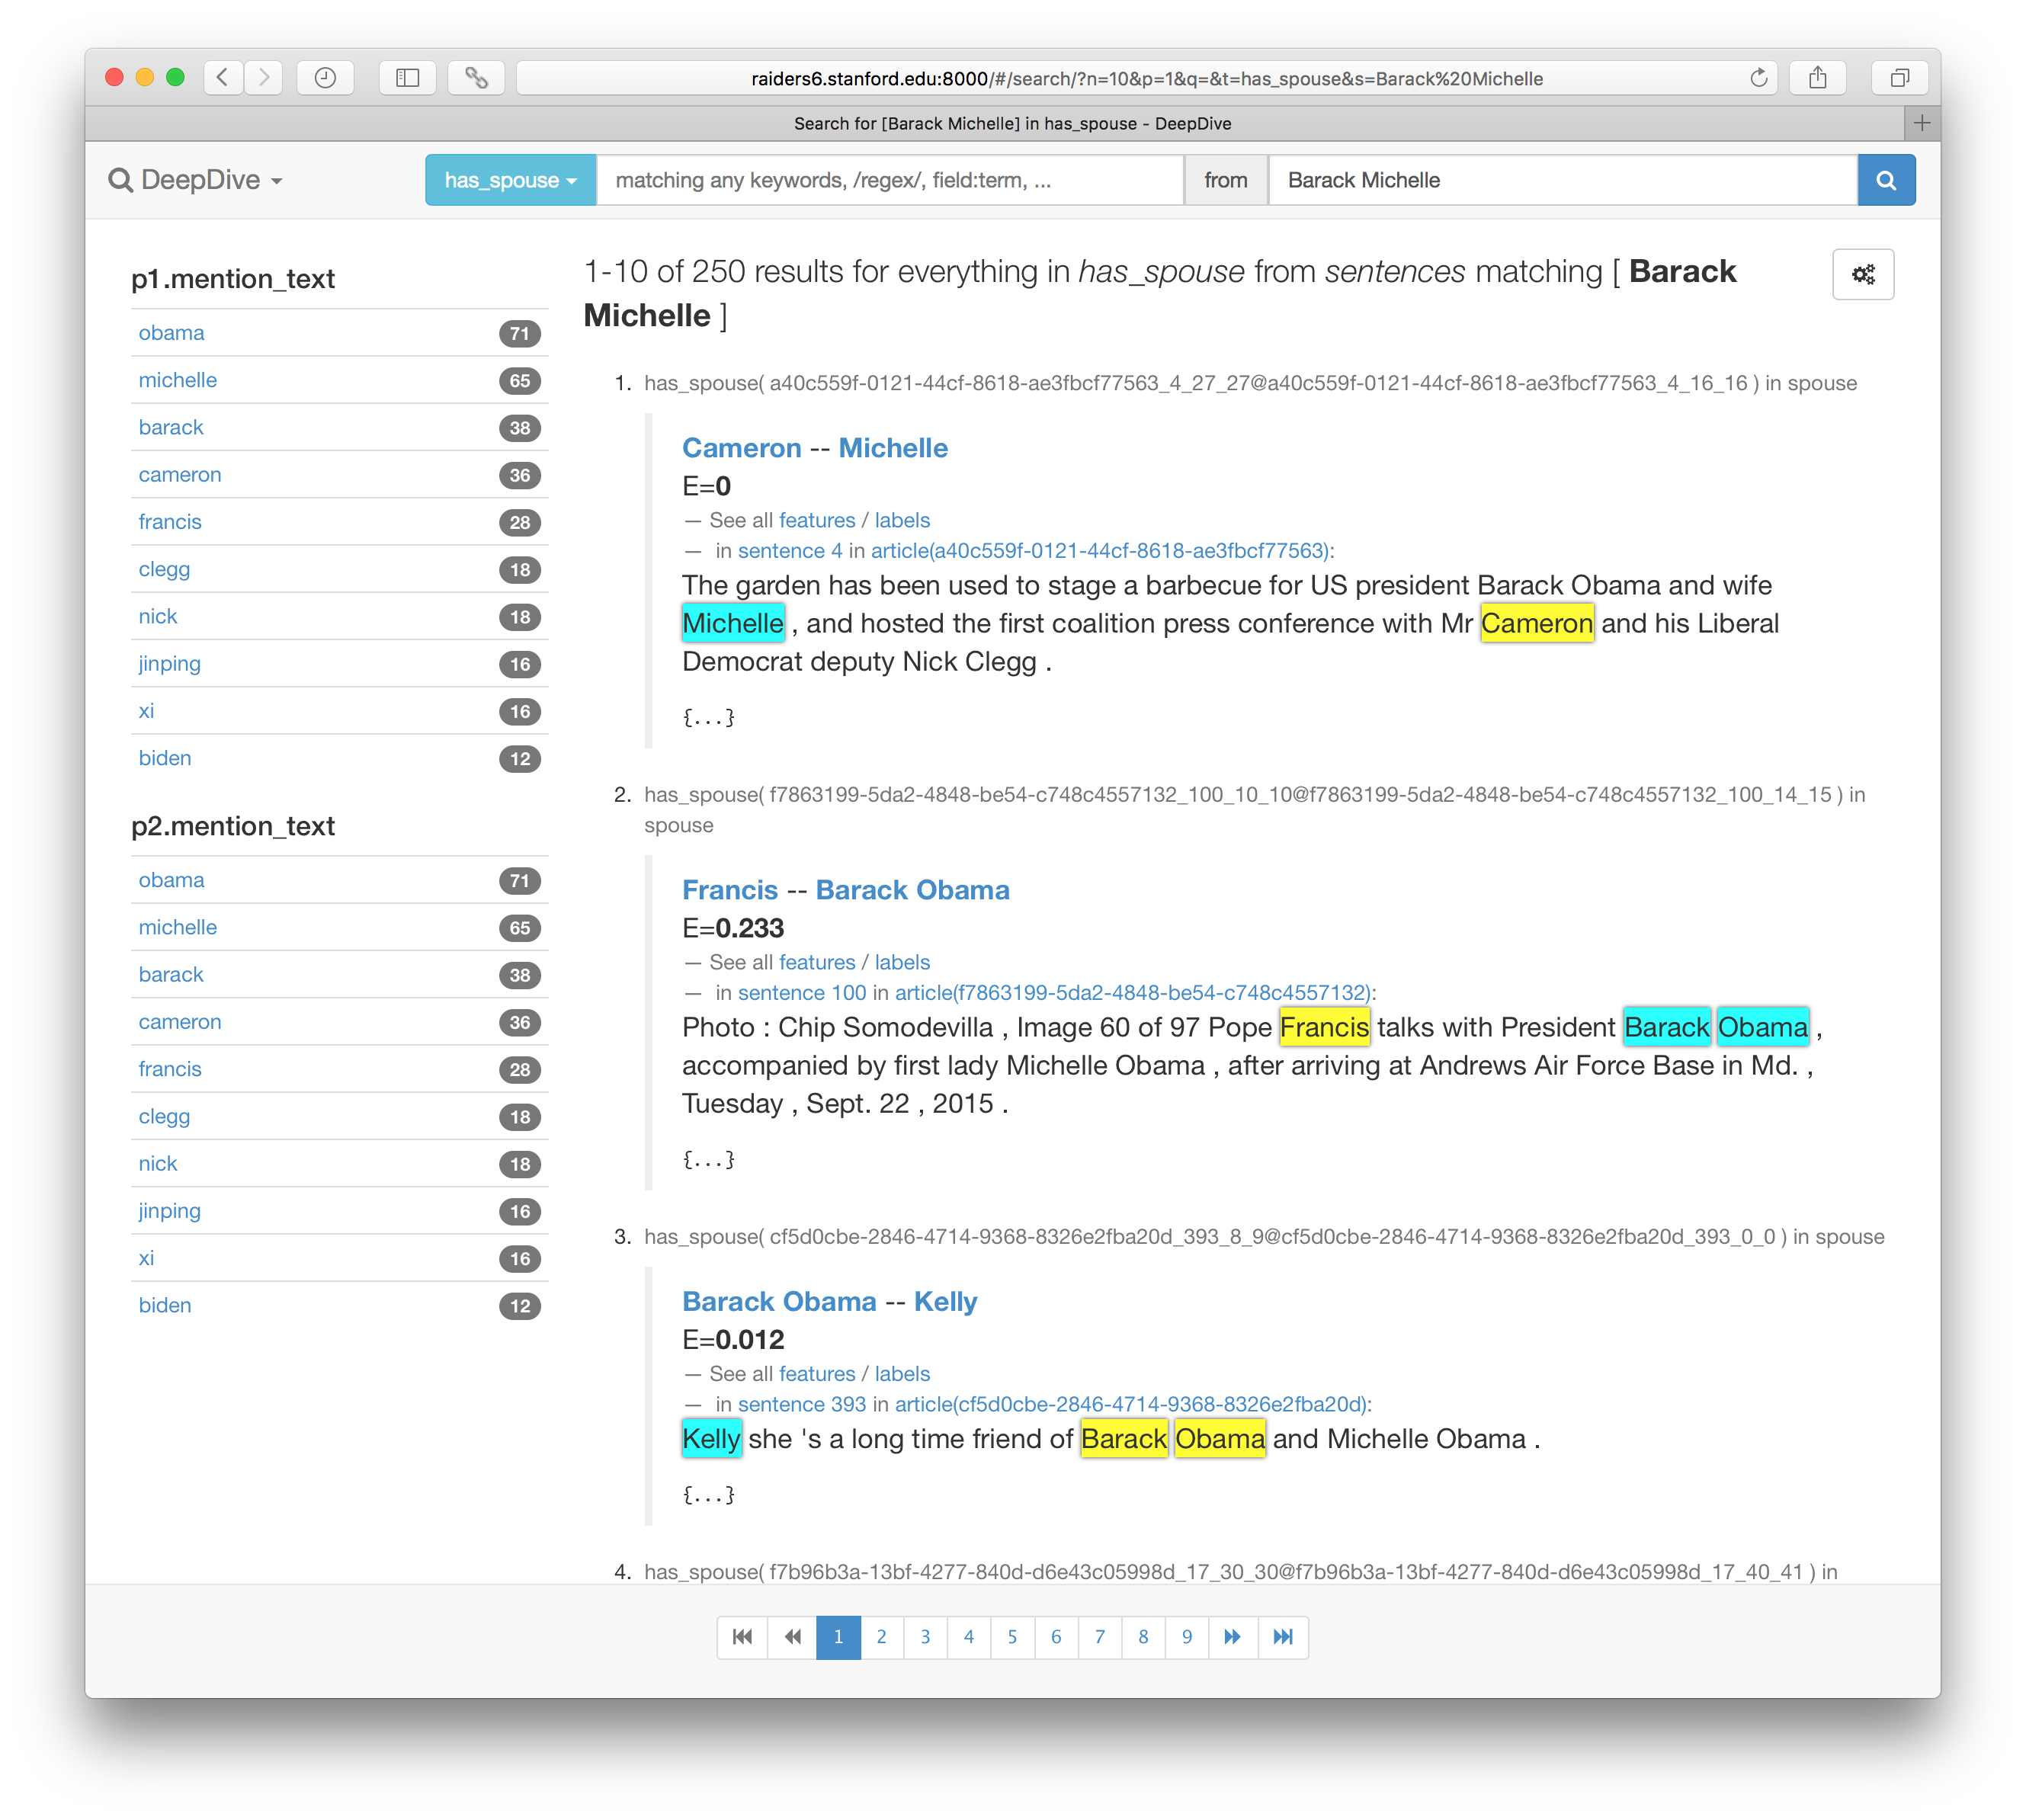 raiders6.stanford.edu:8000/#/search/?n=10&p=1&q=&t=has_spouse&s=Barack%20Michelle
Search for [Barack Michelle] in has_spouse - DeepDive
DeepDive
has_spouse
matching any keywords, /regex/, field:term, ...
from
Barack Michelle
p1.mention_text
obama 71
michelle 65
barack 38
cameron 36
francis 28
clegg 18
nick 18
jinping 16
xi 16
biden 12
p2.mention_text
obama 71
michelle 65
barack 38
cameron 36
francis 28
clegg 18
nick 18
jinping 16
xi 16
biden 12
1-10 of 250 results for everything in has_spouse from sentences matching [ Barack
Michelle ]
1. has_spouse( a40c559f-0121-44cf-8618-ae3fbcf77563_4_27_27@a40c559f-0121-44cf-8618-ae3fbcf77563_4_16_16 ) in spouse
Cameron -- Michelle
E=0
— See all features / labels
— in sentence 4 in article(a40c559f-0121-44cf-8618-ae3fbcf77563):
The garden has been used to stage a barbecue for US president Barack Obama and wife
Michelle , and hosted the first coalition press conference with Mr Cameron and his Liberal
Democrat deputy Nick Clegg .
{...}
2. has_spouse( f7863199-5da2-4848-be54-c748c4557132_100_10_10@f7863199-5da2-4848-be54-c748c4557132_100_14_15 ) in
spouse
Francis -- Barack Obama
E=0.233
— See all features / labels
— in sentence 100 in article(f7863199-5da2-4848-be54-c748c4557132):
Photo : Chip Somodevilla , Image 60 of 97 Pope Francis talks with President Barack Obama ,
accompanied by first lady Michelle Obama , after arriving at Andrews Air Force Base in Md. ,
Tuesday , Sept. 22 , 2015 .
{...}
3. has_spouse( cf5d0cbe-2846-4714-9368-8326e2fba20d_393_8_9@cf5d0cbe-2846-4714-9368-8326e2fba20d_393_0_0 ) in spouse
Barack Obama -- Kelly
E=0.012
— See all features / labels
— in sentence 393 in article(cf5d0cbe-2846-4714-9368-8326e2fba20d):
Kelly she 's a long time friend of Barack Obama and Michelle Obama .
{...}
4. has_spouse( f7b96b3a-13bf-4277-840d-d6e43c05998d_17_30_30@f7b96b3a-13bf-4277-840d-d6e43c05998d_17_40_41 ) in
1 2 3 4 5 6 7 8 9